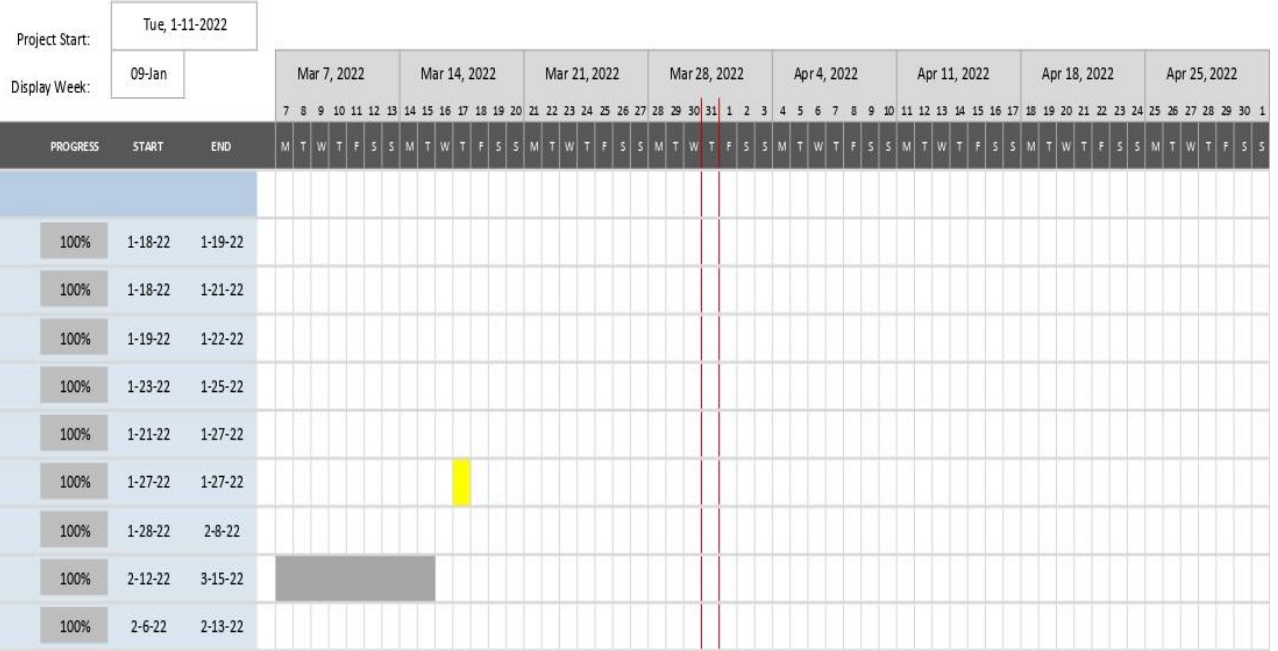 Project Start: Tue, 1-11-2022
Display Week: 09-Jan
Mar 7, 2022 Mar 14, 2022 Mar 21, 2022 Mar 28, 2022 Apr 4, 2022 Apr 11, 2022 Apr 18, 2022 Apr 25, 2022
7 8 9 10 11 12 13 14 15 16 17 18 19 20 21 22 23 24 25 26 27 28 29 30 31 1 2 3 4 5 6 7 8 9 10 11 12 13 14 15 16 17 18 19 20 21 22 23 24 25 26 27 28 29 30 1
PROGRESS START END M T W T F S S M T W T F S S M T W T F S S M T W T F S S M T W T F S S M T W T F S S M T W T F S S M T W T F S S
100% 1-18-22 1-19-22
100% 1-18-22 1-21-22
100% 1-19-22 1-22-22
100% 1-23-22 1-25-22
100% 1-21-22 1-27-22
100% 1-27-22 1-27-22
100% 1-28-22 2-8-22
100% 2-12-22 3-15-22
100% 2-6-22 2-13-22